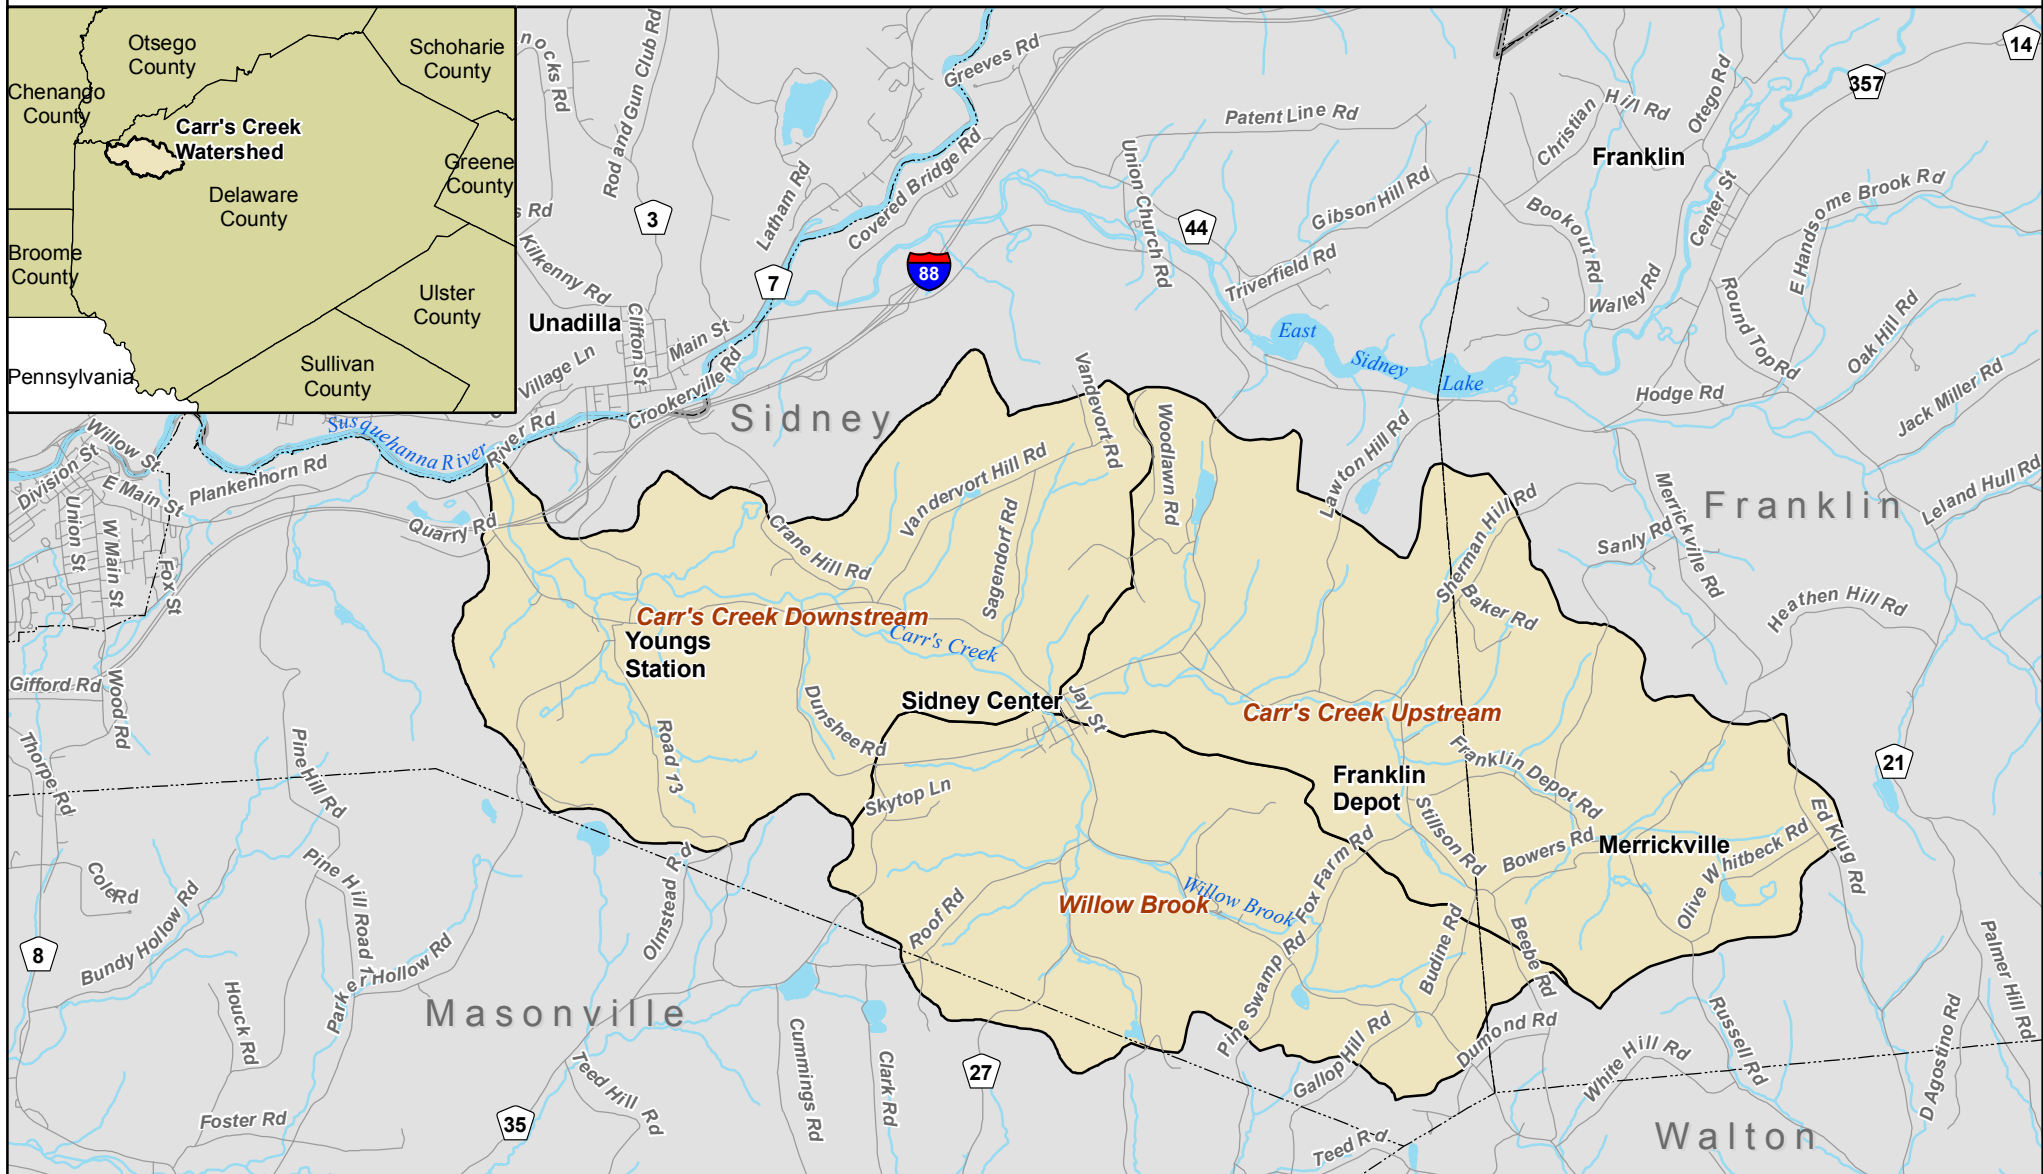 Otsego
County
Schoharie
County
Chenango
County
Carr's Creek
Watershed
Greene
County
Delaware
County
Broome
County
Ulster
County
Sullivan
County
Pennsylvania
nocks Rd
Rod and Gun Club Rd
Greeves Rd
14
357
Patent Line Rd
Christian Hill Rd
Otego Rd
Franklin
Latham Rd
Covered Bridge Rd
Union Church Rd
Gibson Hill Rd
E Handsome Brook Rd
s Rd
3
44
Bookout Rd
Center St
Kilkenny Rd
7
88
Triverfield Rd
Walley Rd
Round Top Rd
Oak Hill Rd
Unadilla
Clifton St
Main St
East
Sidney
Lake
Village Ln
Crookerville Rd
Vandevort Rd
Hodge Rd
Jack Miller Rd
Sidney
Woodlawn Rd
Lawton Hill Rd
Susquehanna River
River Rd
Willow St
Division St
Plankenhorn Rd
E Main St
Union St
W Main St
Fox St
Quarry Rd
Vandervort Hill Rd
Crane Hill Rd
Sagendorf Rd
Sherman Hill Rd
Baker Rd
Merrickville Rd
Sanly Rd
Franklin
Leland Hull Rd
Heathen Hill Rd
Carr's Creek Downstream
Carr's Creek
Youngs
Station
Gifford Rd
Wood Rd
Sidney Center
Jay St
Carr's Creek Upstream
Dunshee Rd
Road 13
Thorpe Rd
Pine Hill Rd
Franklin Depot Rd
21
Franklin
Depot
Skytop Ln
Stillson Rd
Ed Klug Rd
Bowers Rd
Merrickville
Olive Whitbeck Rd
Fox Farm Rd
Cole Rd
Pine Hill Road 1
Olmstead Rd
Willow Brook
Willow Brook
Roof Rd
Bundy Hollow Rd
8
Parker Hollow Rd
Budine Rd
Beebe Rd
Pine Swamp Rd
Palmer Hill Rd
Houck Rd
Masonville
Cummings Rd
Clark Rd
27
Gallop Hill Rd
Dumond Rd
Russell Rd
White Hill Rd
D Agostino Rd
Teed Hill Rd
Foster Rd
35
Teed Rd
Walton